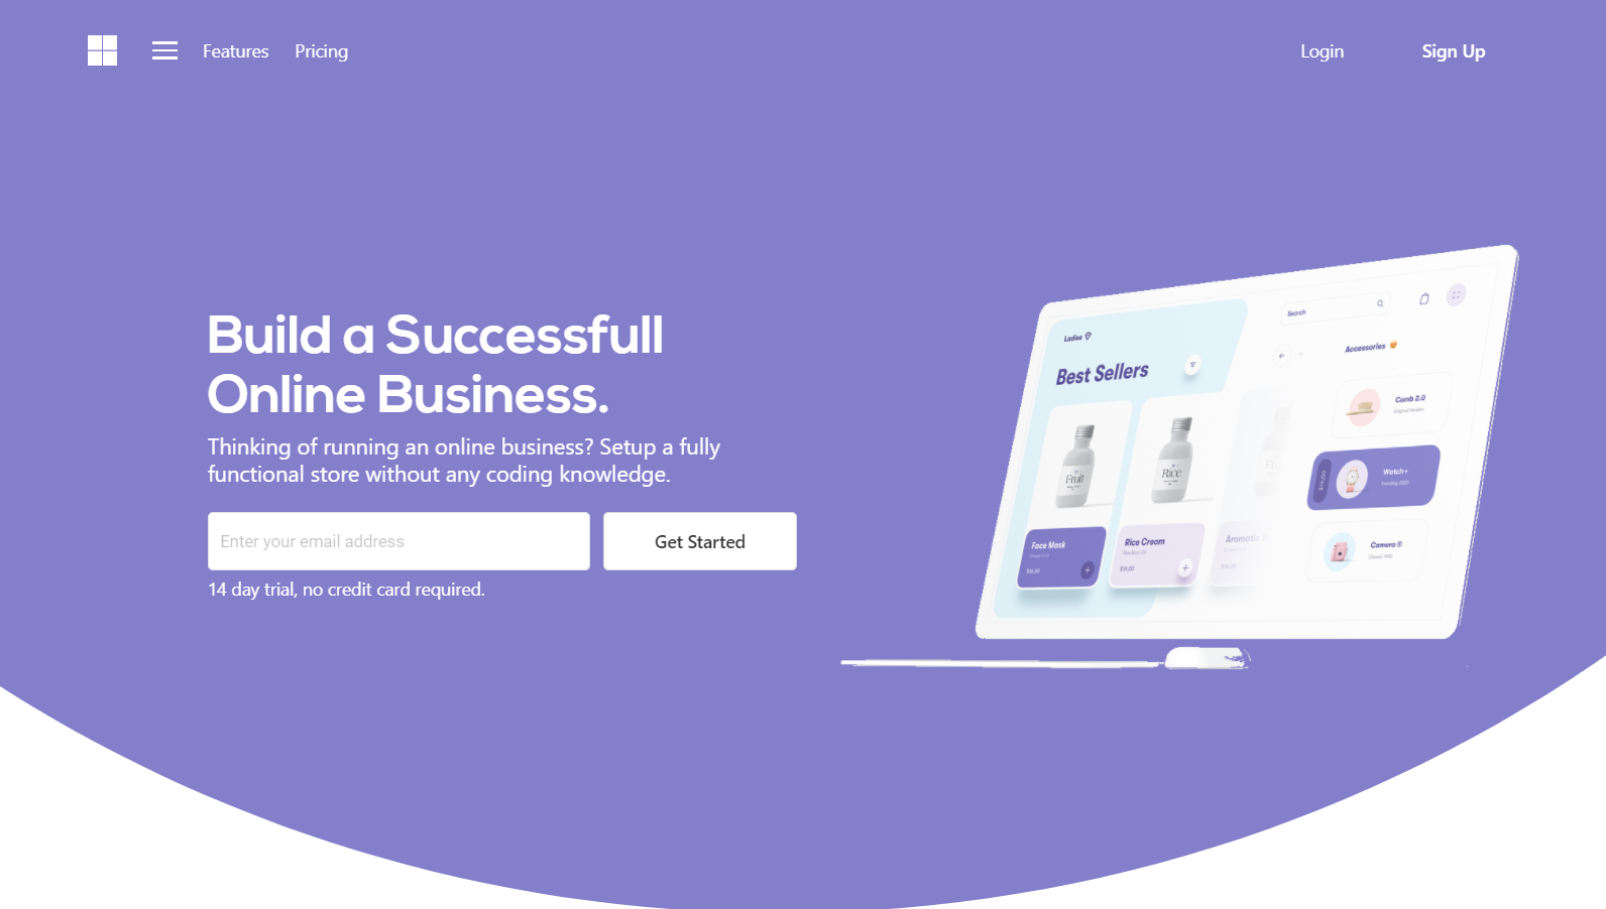 Features
Pricing
Login
Sign Up
Build a Successfull
Online Business.
Thinking of running an online business? Setup a fully
functional store without any coding knowledge.
Enter your email address
Get Started
14 day trial, no credit card required.
Search
Ladies
Accessories
Best Sellers
Comb 2.0
Fruit
Rice
Watch+
Trending 2020
Face Mask
Rice Cream
Aromatic
Camera ®